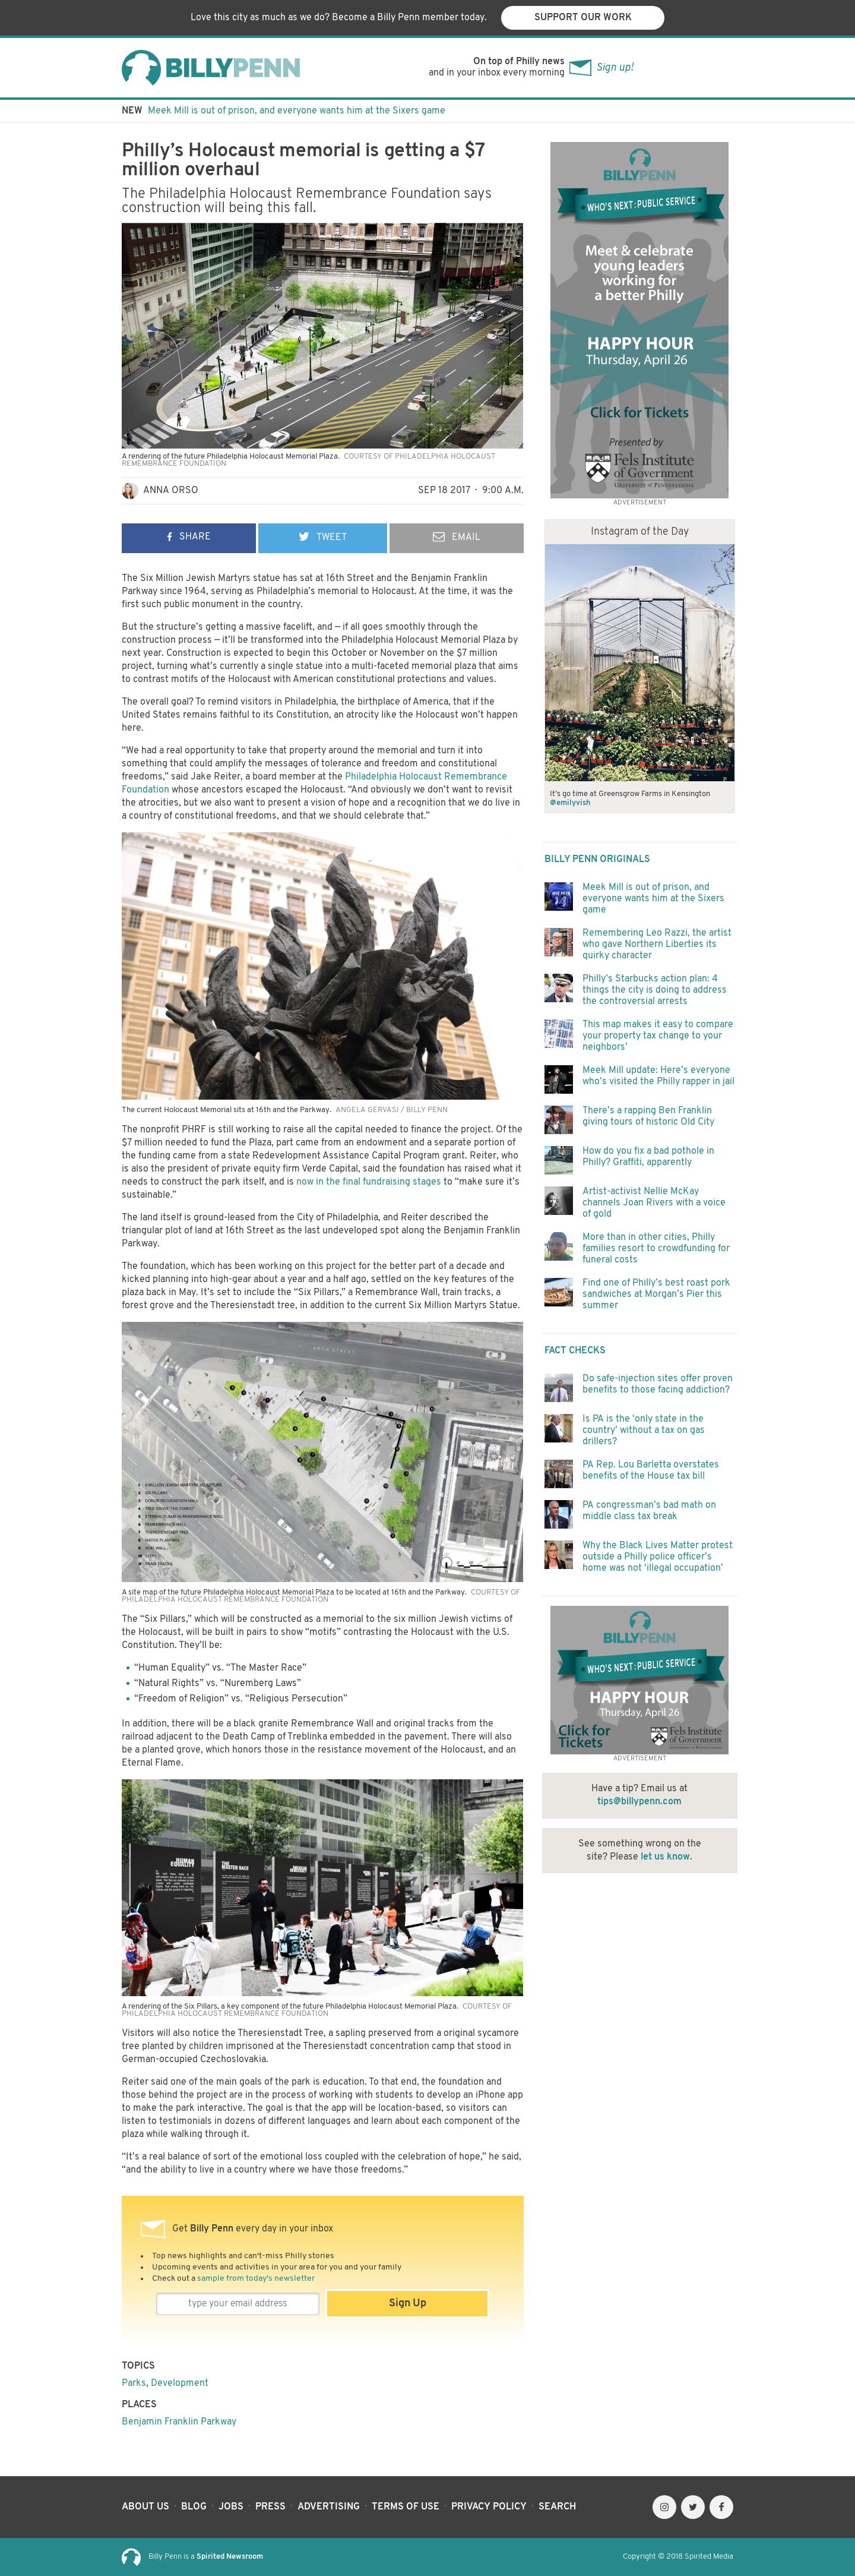 Love this city as much as we do? Become a Billy Penn member today.
SUPPORT OUR WORK
BILLYPENN
On top of Philly news
and in your inbox every morning
Sign up!
NEW Meek Mill is out of prison, and everyone wants him at the Sixers game
Philly’s Holocaust memorial is getting a $7
million overhaul
The Philadelphia Holocaust Remembrance Foundation says
construction will being this fall.
A rendering of the future Philadelphia Holocaust Memorial Plaza. COURTESY OF PHILADELPHIA HOLOCAUST
REMEMBRANCE FOUNDATION
ANNA ORSO
SEP 18 2017 · 9:00 A.M.
SHARE
TWEET
EMAIL
The Six Million Jewish Martyrs statue has sat at 16th Street and the Benjamin Franklin
Parkway since 1964, serving as Philadelphia’s memorial to Holocaust. At the time, it was the
first such public monument in the country.
But the structure’s getting a massive facelift, and — if all goes smoothly through the
construction process — it’ll be transformed into the Philadelphia Holocaust Memorial Plaza by
next year. Construction is expected to begin this October or November on the $7 million
project, turning what’s currently a single statue into a multi-faceted memorial plaza that aims
to contrast motifs of the Holocaust with American constitutional protections and values.
The overall goal? To remind visitors in Philadelphia, the birthplace of America, that if the
United States remains faithful to its Constitution, an atrocity like the Holocaust won’t happen
here.
“We had a real opportunity to take that property around the memorial and turn it into
something that could amplify the messages of tolerance and freedom and constitutional
freedoms,” said Jake Reiter, a board member at the Philadelphia Holocaust Remembrance
Foundation whose ancestors escaped the Holocaust. “And obviously we don’t want to revisit
the atrocities, but we also want to present a vision of hope and a recognition that we do live in
a country of constitutional freedoms, and that we should celebrate that.”
The current Holocaust Memorial sits at 16th and the Parkway. ANGELA GERVASI / BILLY PENN
The nonprofit PHRF is still working to raise all the capital needed to finance the project. Of the
$7 million needed to fund the Plaza, part came from an endowment and a separate portion of
the funding came from a state Redevelopment Assistance Capital Program grant. Reiter, who
is also the president of private equity firm Verde Capital, said the foundation has raised what it
needs to construct the park itself, and is now in the final fundraising stages to “make sure it’s
sustainable.”
The land itself is ground-leased from the City of Philadelphia, and Reiter described the
triangular plot of land at 16th Street as the last undeveloped spot along the Benjamin Franklin
Parkway.
The foundation, which has been working on this project for the better part of a decade and
kicked planning into high-gear about a year and a half ago, settled on the key features of the
plaza back in May. It’s set to include the “Six Pillars,” a Remembrance Wall, train tracks, a
forest grove and the Theresienstadt tree, in addition to the current Six Million Martyrs Statue.
ARCH STREET
A site map of the future Philadelphia Holocaust Memorial Plaza to be located at 16th and the Parkway. COURTESY OF
PHILADELPHIA HOLOCAUST REMEMBRANCE FOUNDATION
The “Six Pillars,” which will be constructed as a memorial to the six million Jewish victims of
the Holocaust, will be built in pairs to show “motifs” contrasting the Holocaust with the U.S.
Constitution. They’ll be:
• “Human Equality” vs. “The Master Race”
• “Natural Rights” vs. “Nuremberg Laws”
• “Freedom of Religion” vs. “Religious Persecution”
In addition, there will be a black granite Remembrance Wall and original tracks from the
railroad adjacent to the Death Camp of Treblinka embedded in the pavement. There will also
be a planted grove, which honors those in the resistance movement of the Holocaust, and an
Eternal Flame.
HUMAN
EQUALITY
THE
MASTER RACE
A rendering of the Six Pillars, a key component of the future Philadelphia Holocaust Memorial Plaza. COURTESY OF
PHILADELPHIA HOLOCAUST REMEMBRANCE FOUNDATION
Visitors will also notice the Theresienstadt Tree, a sapling preserved from a original sycamore
tree planted by children imprisoned at the Theresienstadt concentration camp that stood in
German-occupied Czechoslovakia.
Reiter said one of the main goals of the park is education. To that end, the foundation and
those behind the project are in the process of working with students to develop an iPhone app
to make the park interactive. The goal is that the app will be location-based, so visitors can
listen to testimonials in dozens of different languages and learn about each component of the
plaza while walking through it.
“It’s a real balance of sort of the emotional loss coupled with the celebration of hope,” he said,
“and the ability to live in a country where we have those freedoms.”
Get Billy Penn every day in your inbox
• Top news highlights and can't-miss Philly stories
• Upcoming events and activities in your area for you and your family
• Check out a sample from today's newsletter
type your email address
Sign Up
TOPICS
Parks, Development
PLACES
Benjamin Franklin Parkway
BILLYPENN
WHO'S NEXT: PUBLIC SERVICE
Meet & celebrate
young leaders
working for
a better Philly
HAPPY HOUR
Thursday, April 26
Click for Tickets
Presented by
Fels Institute
of Government
UNIVERSITY OF PENNSYLVANIA
ADVERTISEMENT
Instagram of the Day
It's go time at Greensgrow Farms in Kensington
@emilyvish
BILLY PENN ORIGINALS
Meek Mill is out of prison, and
everyone wants him at the Sixers
game
Remembering Leo Razzi, the artist
who gave Northern Liberties its
quirky character
Philly’s Starbucks action plan: 4
things the city is doing to address
the controversial arrests
This map makes it easy to compare
your property tax change to your
neighbors’
Meek Mill update: Here’s everyone
who’s visited the Philly rapper in jail
There’s a rapping Ben Franklin
giving tours of historic Old City
How do you fix a bad pothole in
Philly? Graffiti, apparently
Artist-activist Nellie McKay
channels Joan Rivers with a voice
of gold
More than in other cities, Philly
families resort to crowdfunding for
funeral costs
Find one of Philly’s best roast pork
sandwiches at Morgan’s Pier this
summer
FACT CHECKS
Do safe-injection sites offer proven
benefits to those facing addiction?
Is PA is the ‘only state in the
country’ without a tax on gas
drillers?
PA Rep. Lou Barletta overstates
benefits of the House tax bill
PA congressman’s bad math on
middle class tax break
Why the Black Lives Matter protest
outside a Philly police officer’s
home was not ‘illegal occupation’
BILLYPENN
WHO'S NEXT: PUBLIC SERVICE
HAPPY HOUR
Thursday, April 26
Click for
Tickets
Fels Institute
of Government
UNIVERSITY OF PENNSYLVANIA
ADVERTISEMENT
Have a tip? Email us at
tips@billypenn.com
See something wrong on the
site? Please let us know.
ABOUT US · BLOG · JOBS · PRESS · ADVERTISING · TERMS OF USE · PRIVACY POLICY · SEARCH
Billy Penn is a Spirited Newsroom
Copyright © 2018 Spirited Media